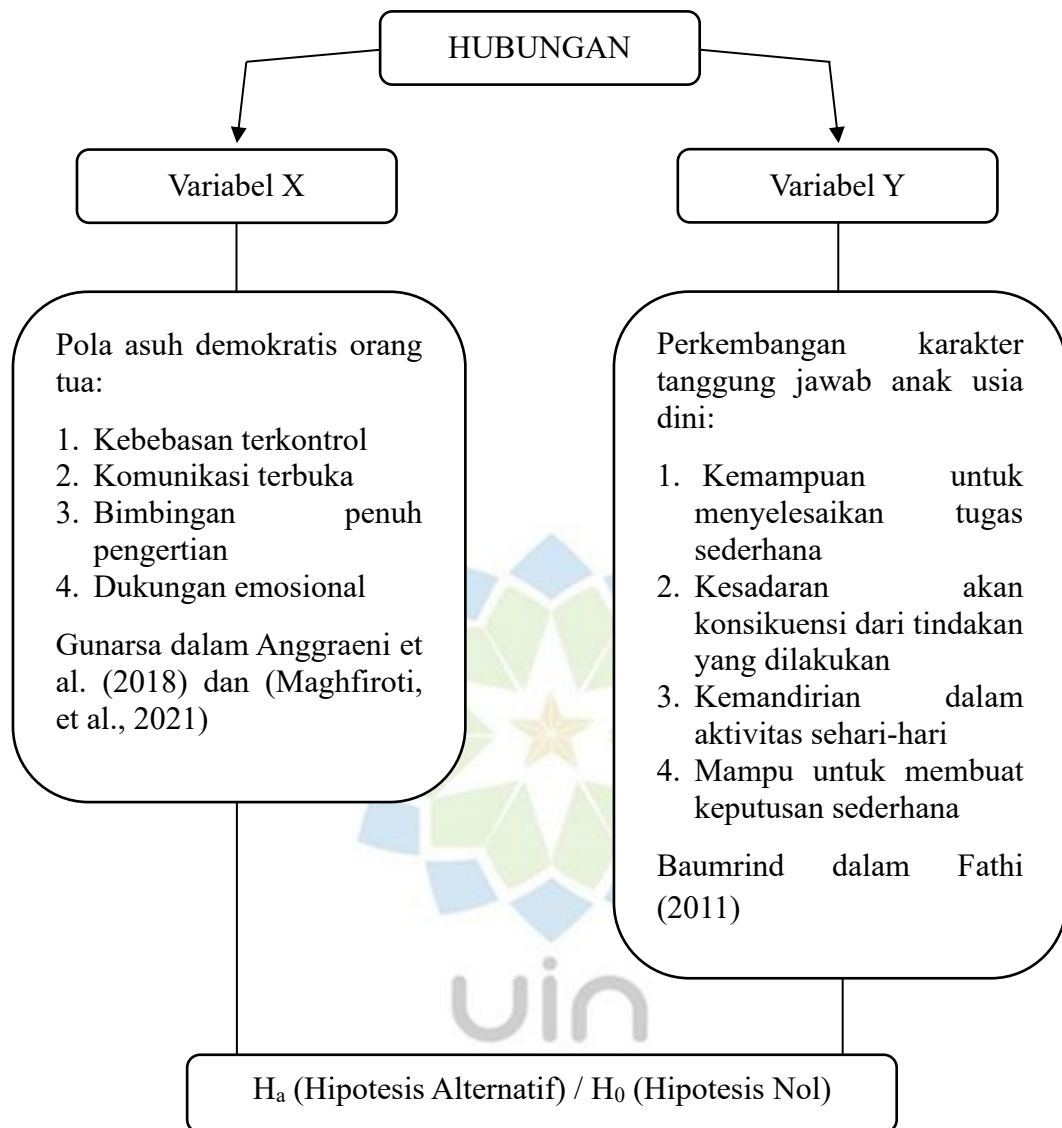 HUBUNGAN
Variabel X
Variabel Y
Pola asuh demokratis orang
tua:
1. Kebebasan terkontrol
2. Komunikasi terbuka
3. Bimbingan penuh
pengertian
4. Dukungan emosional
Gunarsa dalam Anggraeni et
al. (2018) dan (Maghfiroti,
et al., 2021)
Perkembangan karakter
tanggung jawab anak usia
dini:
1. Kemampuan untuk
menyelesaikan tugas
sederhana
2. Kesadaran akan
konsikuensi dari tindakan
yang dilakukan
3. Kemandirian dalam
aktivitas sehari-hari
4. Mampu untuk membuat
keputusan sederhana
Baumrind dalam Fathi
(2011)
uin
Hₐ (Hipotesis Alternatif) / H₀ (Hipotesis Nol)